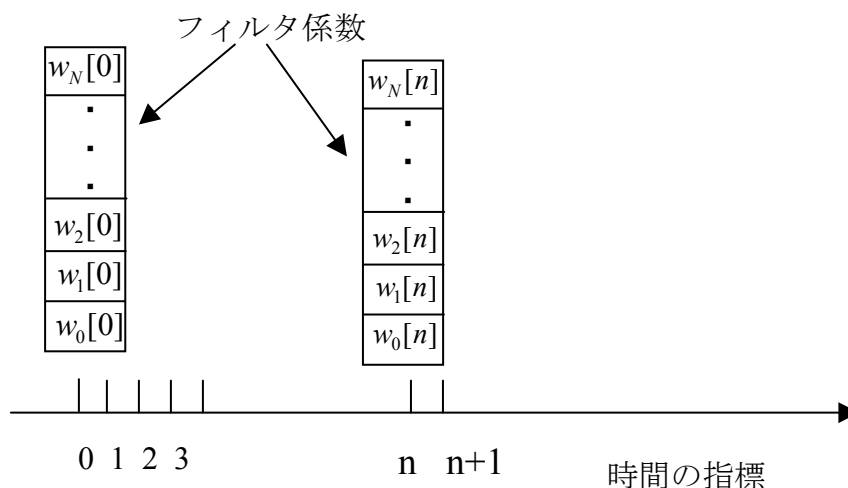 フィルタ係数
w_N[0]
w_2[0]
w_1[0]
w_0[0]
w_N[n]
w_2[n]
w_1[n]
w_0[n]
0 1 2 3 n n+1
時間の指標